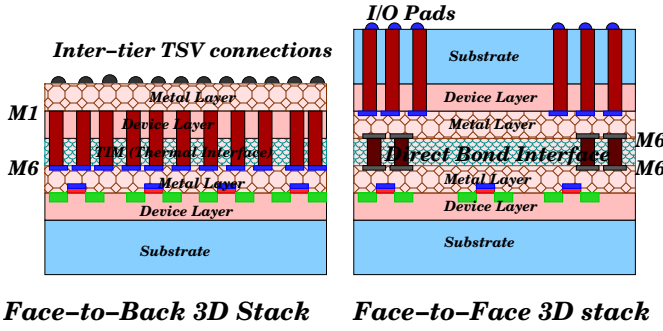 I/O Pads
Inter-tier TSV connections
Substrate
Metal Layer
Device Layer
M1
Device Layer
Metal Layer
TIM (Thermal Interface)
Direct Bond Interface
M6
M6
M6
Metal Layer
Metal Layer
Device Layer
Device Layer
Substrate
Substrate
Face-to-Back 3D Stack
Face-to-Face 3D stack